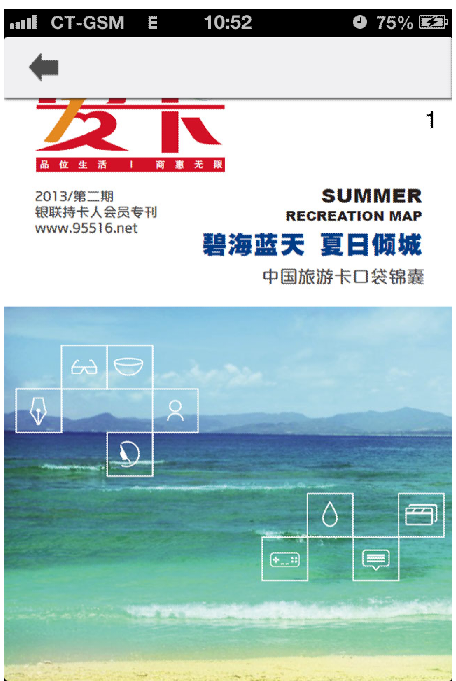 CT-GSM E 10:52 75%
1
卡
品位生活 | 商惠无限
2013/第二期
银联持卡人会员专刊
www.95516.net
SUMMER
RECREATION MAP
碧海蓝天 夏日倾城
中国旅游卡口袋锦囊